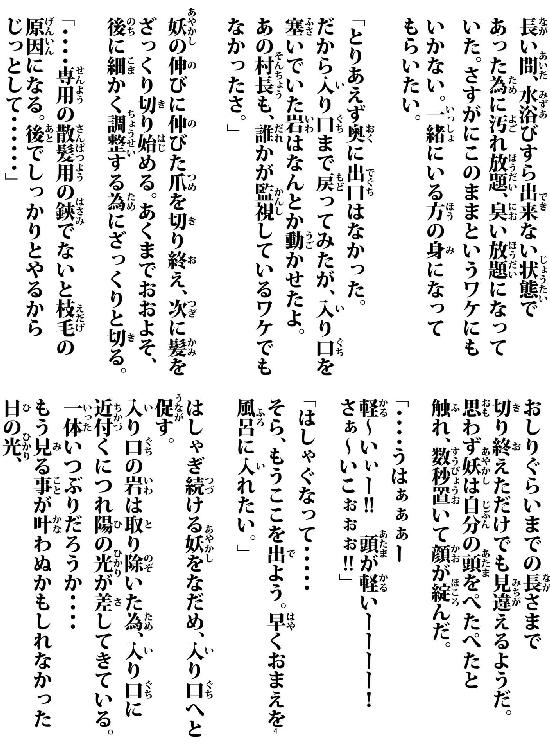 長い間、水浴びすら出来ない状態で
あった為に汚れ放題、臭い放題になって
いた。さすがにこのままというワケにも
いかない。一緒にいる方の身になって
もらいたい。
「とりあえず奥に出口はなかった。
だから入り口まで戻ってみたが、入り口を
塞いでいた岩はなんとか動かせたよ。
あの村長も、誰かが監視しているワケでも
なかったさ。」
妖の伸びに伸びた爪を切り終え、次に髪を
ざっくり切り始める。あくまでおおよそ、
後に細かく調整する為にざっくりと切る。
「・・・専用の散髪用の鋏でないと枝毛の
原因になる。後でしっかりとやるから
じっとして・・・・・」
おしりぐらいまでの長さまで
切り終えただけでも見違えるようだ。
思わず妖は自分の頭をぺたぺたと
触れ、数秒置いて顔が綻んだ。
「・・・うはぁぁぁー
軽〜いぃー!! 頭が軽いーーーー!
さぁ〜いこぉぉぉ!!」
「はしゃぐなって・・・・
そら、もうここを出よう。早くおまえを
風呂に入れたい。」
はしゃぎ続ける妖をなだめ、入り口へと
促す。
入り口の岩は取り除いた為、入り口に
近付くにつれ陽の光が差してきている。
一体いつぶりだろうか・・・・
もう見る事が叶わぬかもしれなかった
日の光、